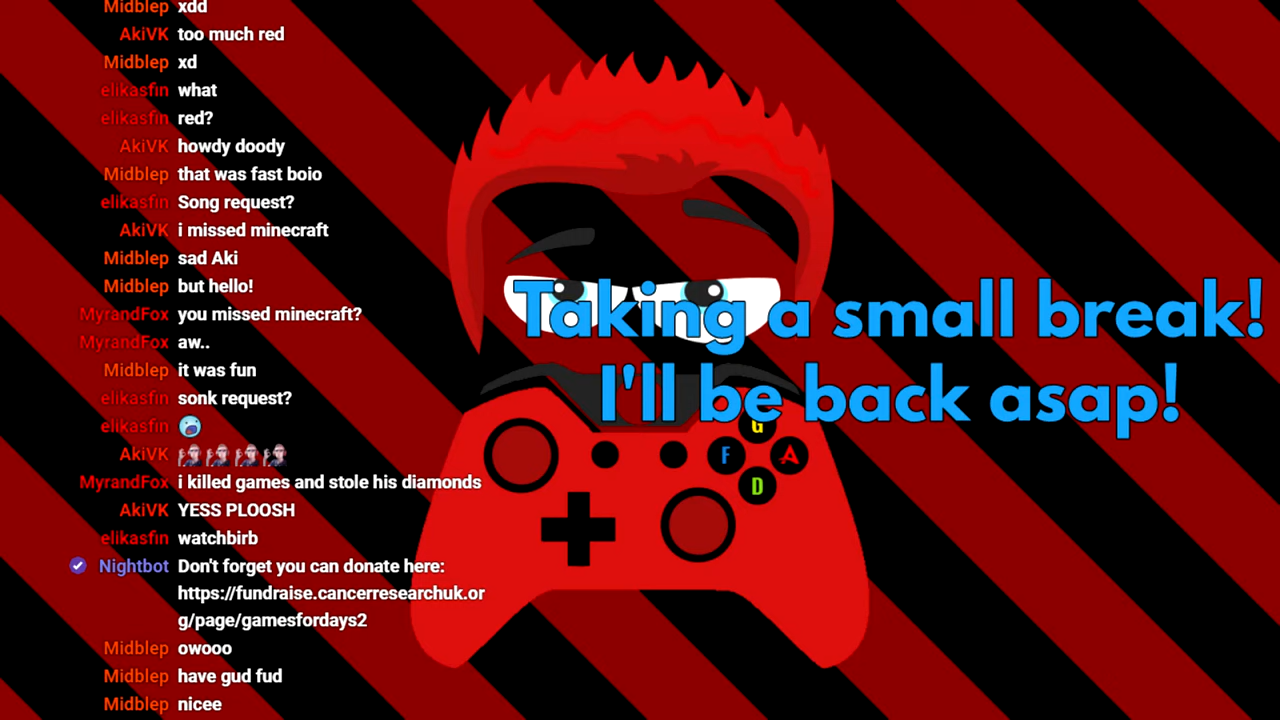 Midblep xdd
AkiVK too much red
Midblep xd
elikasfin what
elikasfin red?
AkiVK howdy doody
Midblep that was fast boio
elikasfin Song request?
AkiVK i missed minecraft
Midblep sad Aki
Midblep but hello!
MyrandFox you missed minecraft?
MyrandFox aw..
Midblep it was fun
elikasfin sonk request?
elikasfin
AkiVK
MyrandFox i killed games and stole his diamonds
AkiVK YESS PLOOSH
elikasfin watchbirb
Nightbot Don't forget you can donate here:
https://fundraise.cancerresearchuk.or
g/page/gamesfordays2
Midblep owooo
Midblep have gud fud
Midblep nicee
Taking a small break!
I'll be back asap!
G
F A
D